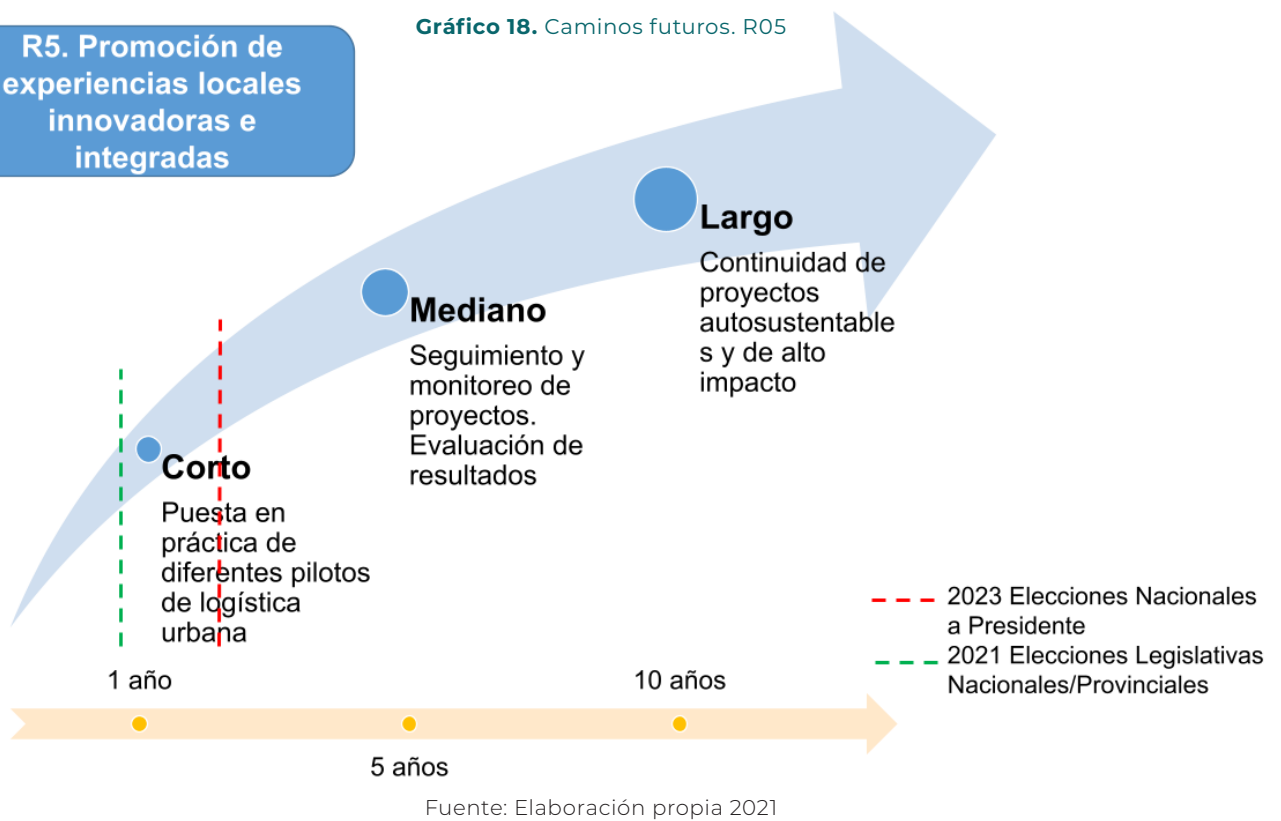 Gráfico 18. Caminos futuros. R05
R5. Promoción de
experiencias locales
innovadoras e
integradas
Largo
Continuidad de
proyectos
autosustentable
s y de alto
impacto
Mediano
Seguimiento y
monitoreo de
proyectos.
Evaluación de
resultados
Corto
Puesta en
práctica de
diferentes pilotos
de logística
urbana
2023 Elecciones Nacionales
a Presidente
2021 Elecciones Legislativas
Nacionales/Provinciales
1 año
10 años
5 años
Fuente: Elaboración propia 2021